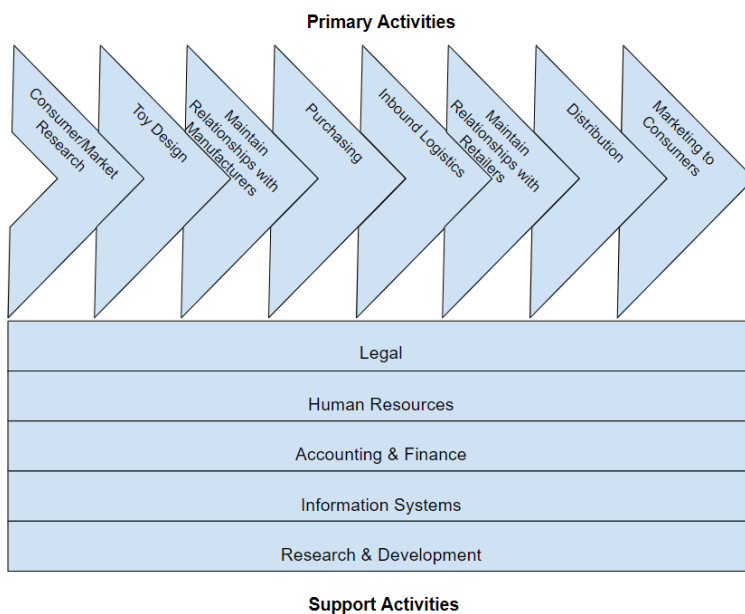 Primary Activities
Consumer/Market
Research
Toy Design
Maintain
Relationships with
Manufacturers
Purchasing
Inbound Logistics
Maintain
Relationships with
Retailers
Distribution
Marketing to
Consumers
Legal
Human Resources
Accounting & Finance
Information Systems
Research & Development
Support Activities